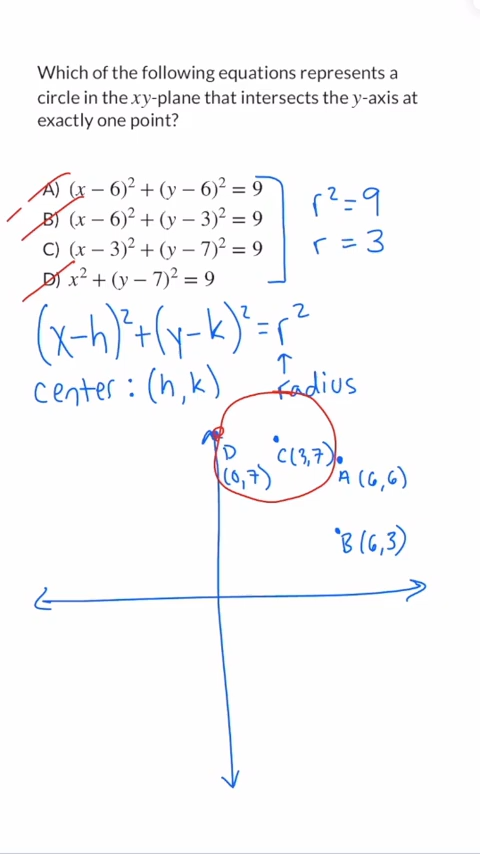 Which of the following equations represents a
circle in the xy-plane that intersects the y-axis at
exactly one point?
A) (x − 6)² + (y − 6)² = 9
B) (x − 6)² + (y − 3)² = 9
C) (x − 3)² + (y − 7)² = 9
D) x² + (y − 7)² = 9
r² = 9
r = 3
(x-h)²+(y-k)²=r²
center : (h,k)
radius
D
(0,7)
C(3,7)
A (6,6)
B(6,3)